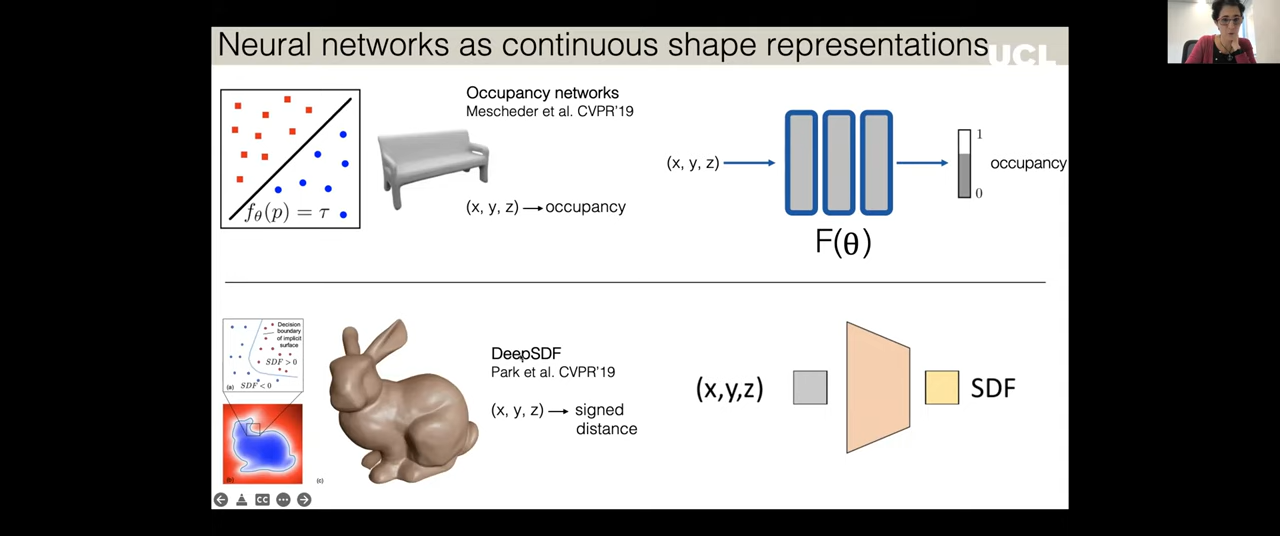 Neural networks as continuous shape representations
UCL
Occupancy networks
Mescheder et al. CVPR'19
(x, y, z) → occupancy
f_θ(p) = τ
(x, y, z)
1
0
occupancy
F(θ)
DeepSDF
Park et al. CVPR'19
(x, y, z) → signed
distance
Decision
boundary
of implicit
surface
SDF > 0
(a)
SDF < 0
(b)
(c)
(x,y,z)
SDF
CC